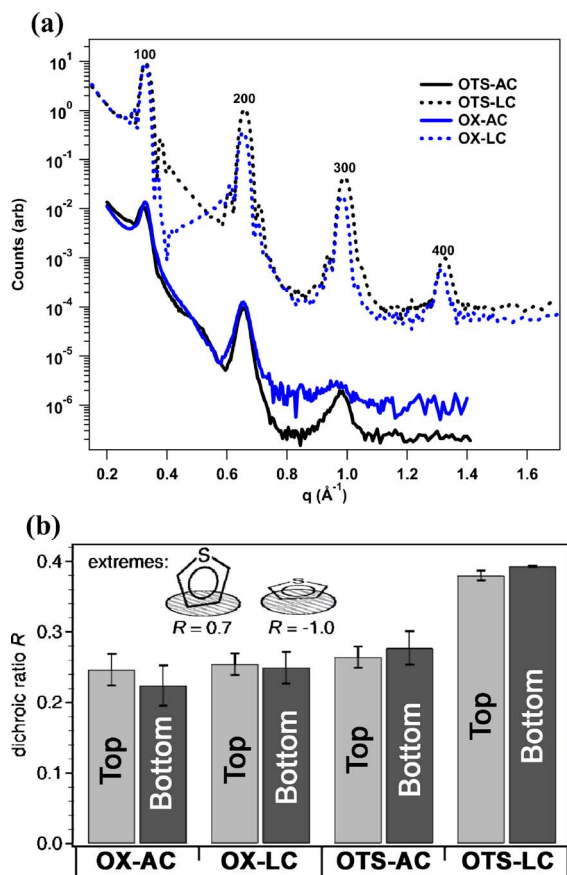 (a)
10¹
10⁰
10⁻¹
10⁻²
10⁻³
10⁻⁴
10⁻⁵
10⁻⁶
Counts (arb)
100
200
300
400
OTS-AC
OTS-LC
OX-AC
OX-LC
0.2 0.4 0.6 0.8 1.0 1.2 1.4 1.6
q (Å⁻¹)
(b)
0.4
0.3
0.2
0.1
0.0
dichroic ratio R
extremes:
S
S
R = 0.7 R = -1.0
Top Bottom Top Bottom Top Bottom Top Bottom
OX-AC OX-LC OTS-AC OTS-LC